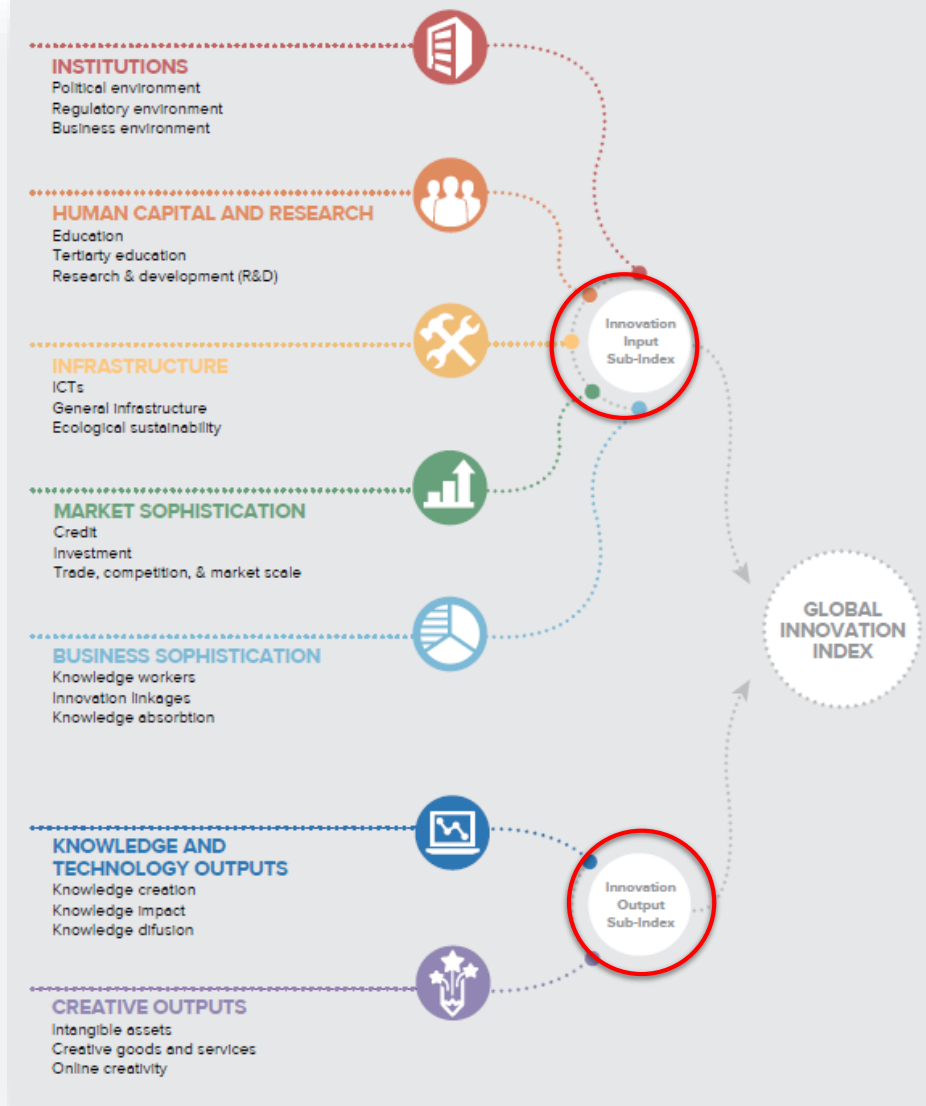 INSTITUTIONS
Political environment
Regulatory environment
Business environment
HUMAN CAPITAL AND RESEARCH
Education
Tertiarty education
Research & development (R&D)
INFRASTRUCTURE
ICTs
General infrastructure
Ecological sustainability
MARKET SOPHISTICATION
Credit
Investment
Trade, competition, & market scale
BUSINESS SOPHISTICATION
Knowledge workers
Innovation linkages
Knowledge absorbtion
Innovation
Input
Sub-Index
GLOBAL
INNOVATION
INDEX
KNOWLEDGE AND
TECHNOLOGY OUTPUTS
Knowledge creation
Knowledge impact
Knowledge difusion
Innovation
Output
Sub-Index
CREATIVE OUTPUTS
Intangible assets
Creative goods and services
Online creativity